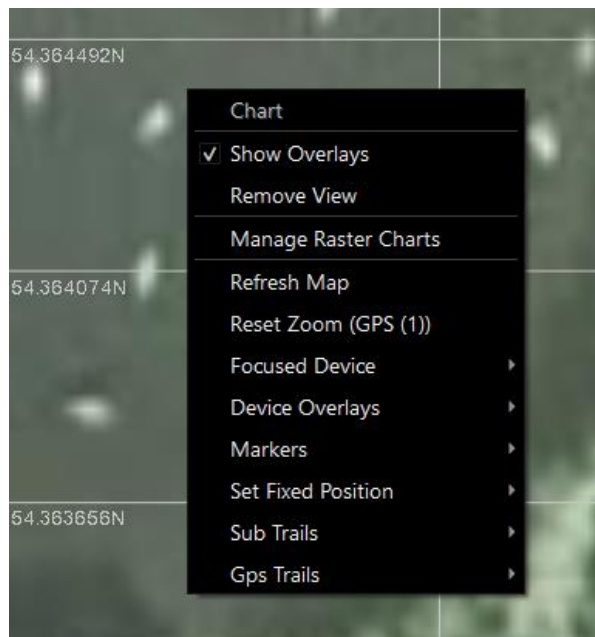 54.364492N
Chart
Show Overlays
Remove View
Manage Raster Charts
54.364074N
Refresh Map
Reset Zoom (GPS (1))
Focused Device
Device Overlays
Markers
Set Fixed Position
54.363656N
Sub Trails
Gps Trails